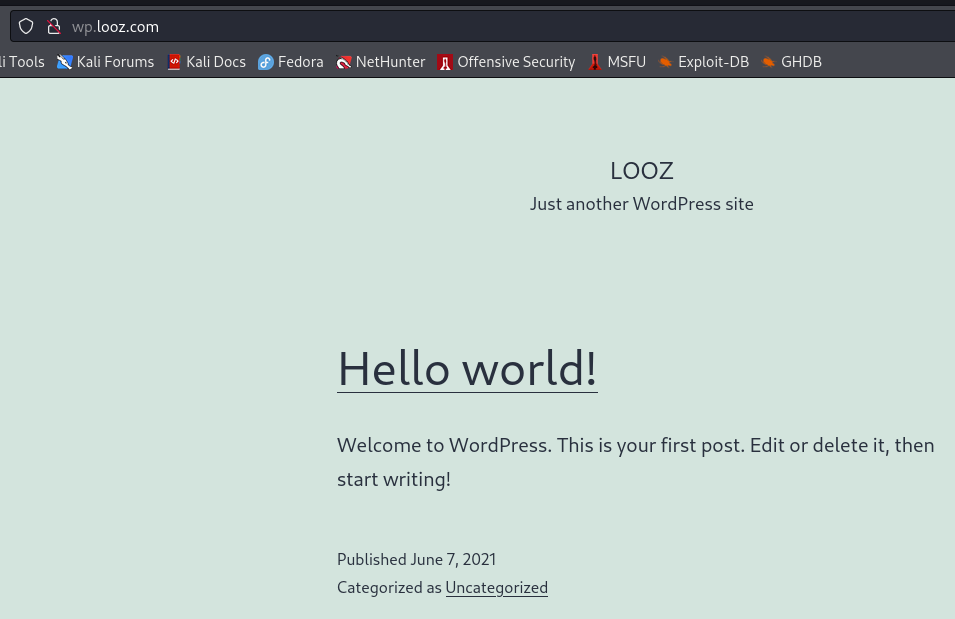 wp.looz.com
li Tools Kali Forums Kali Docs Fedora NetHunter Offensive Security MSFU Exploit-DB GHDB
LOOZ
Just another WordPress site
Hello world!
Welcome to WordPress. This is your first post. Edit or delete it, then
start writing!
Published June 7, 2021
Categorized as Uncategorized